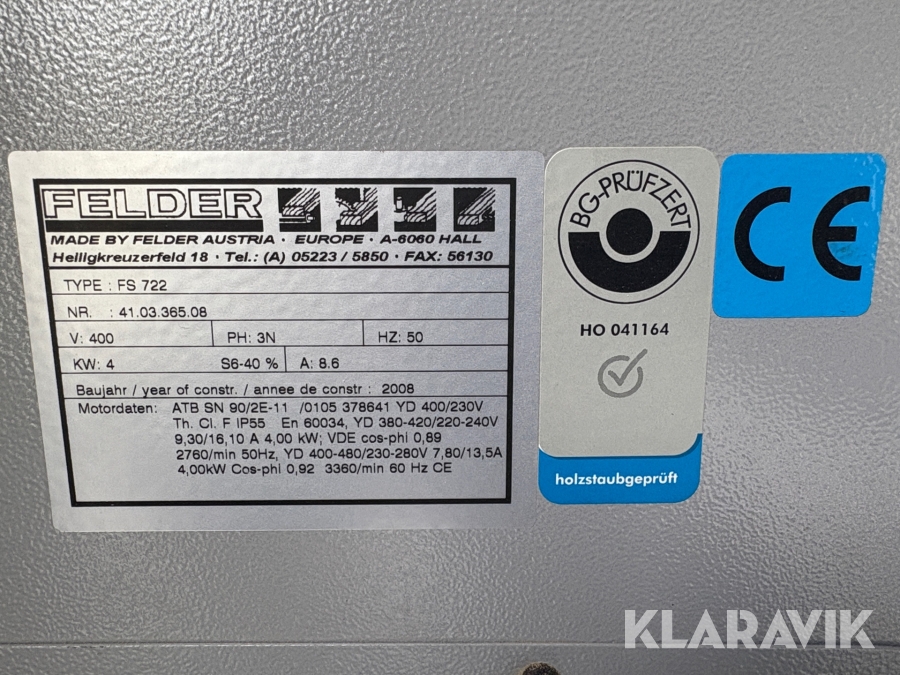 FELDER
MADE BY FELDER AUSTRIA · EUROPE · A-6060 HALL
Heiligkreuzerfeld 18 · Tel.: (A) 05223 / 5850 · FAX: 56130
TYPE : FS 722
NR. : 41.03.365.08
V: 400 PH: 3N HZ: 50
KW: 4 S6-40 % A: 8.6
Baujahr / year of constr. / annee de constr : 2008
Motordaten: ATB SN 90/2E-11 /0105 378641 YD 400/230V
Th. Cl. F IP55 En 60034, YD 380-420/220-240V
9,30/16,10 A 4,00 kW; VDE cos-phi 0,89
2760/min 50Hz, YD 400-480/230-280V 7,80/13,5A
4,00kW Cos-phi 0,92 3360/min 60 Hz CE
BG-PRÜFZERT
HO 041164
holzstaubgeprüft
CE
KLARAVIK